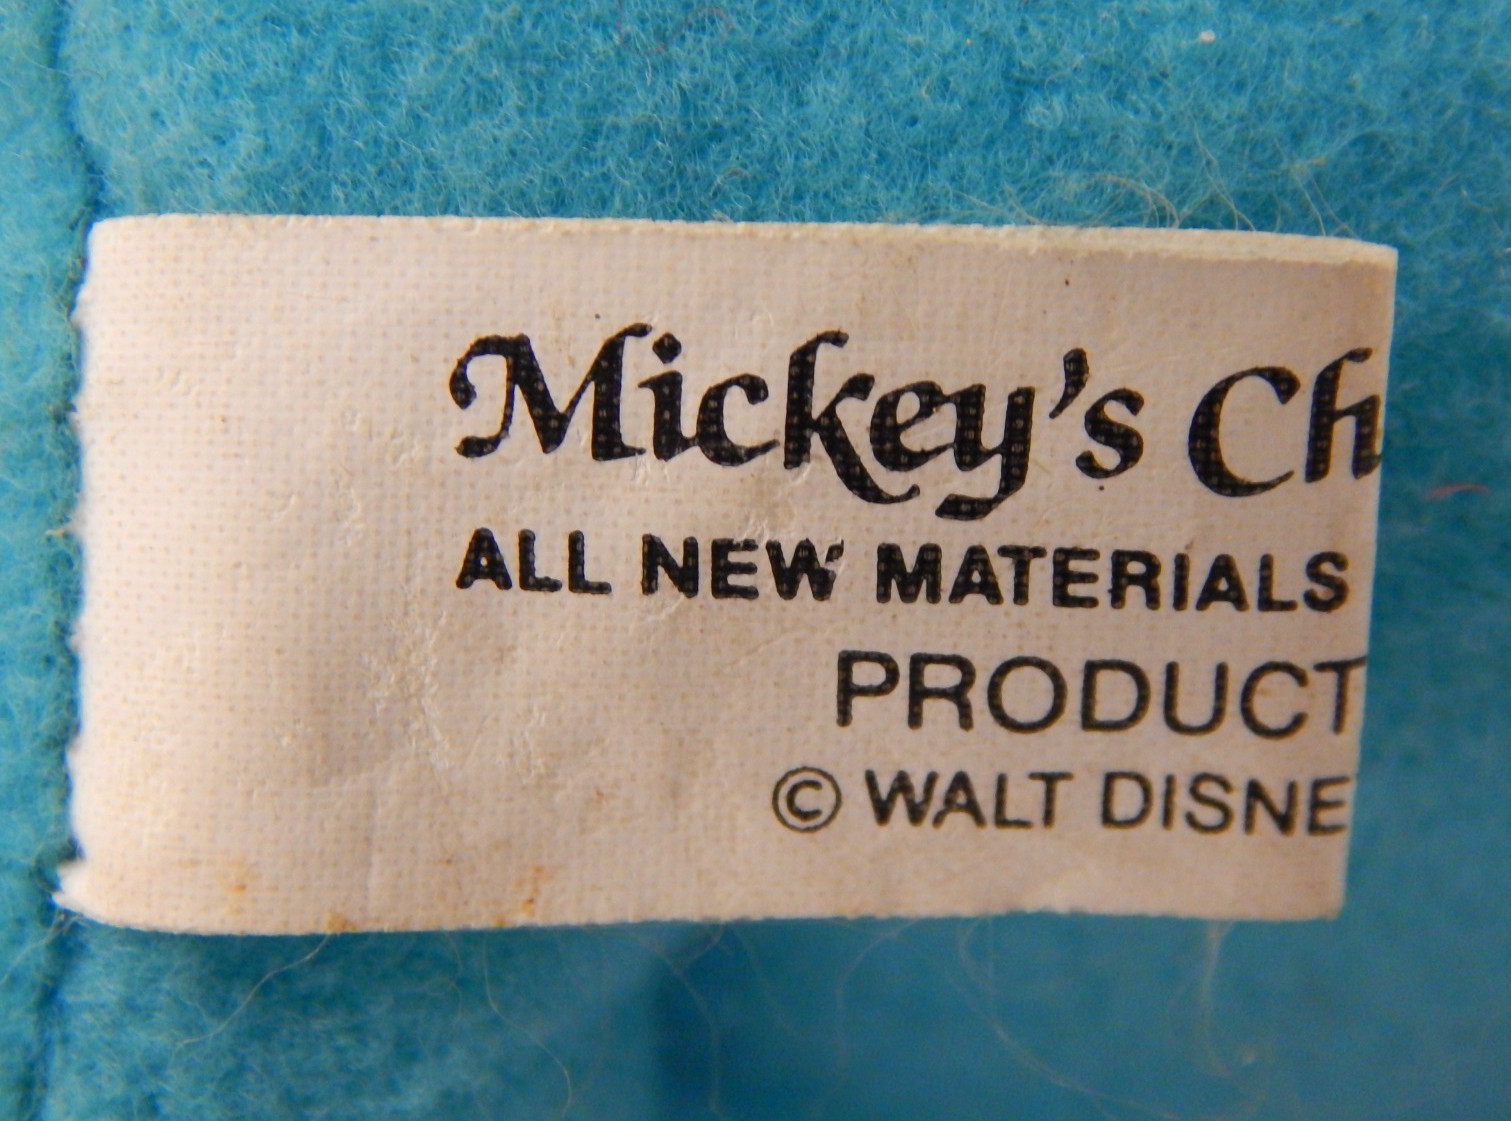 Mickey's Ch
ALL NEW MATERIALS
PRODUCT
© WALT DISNE